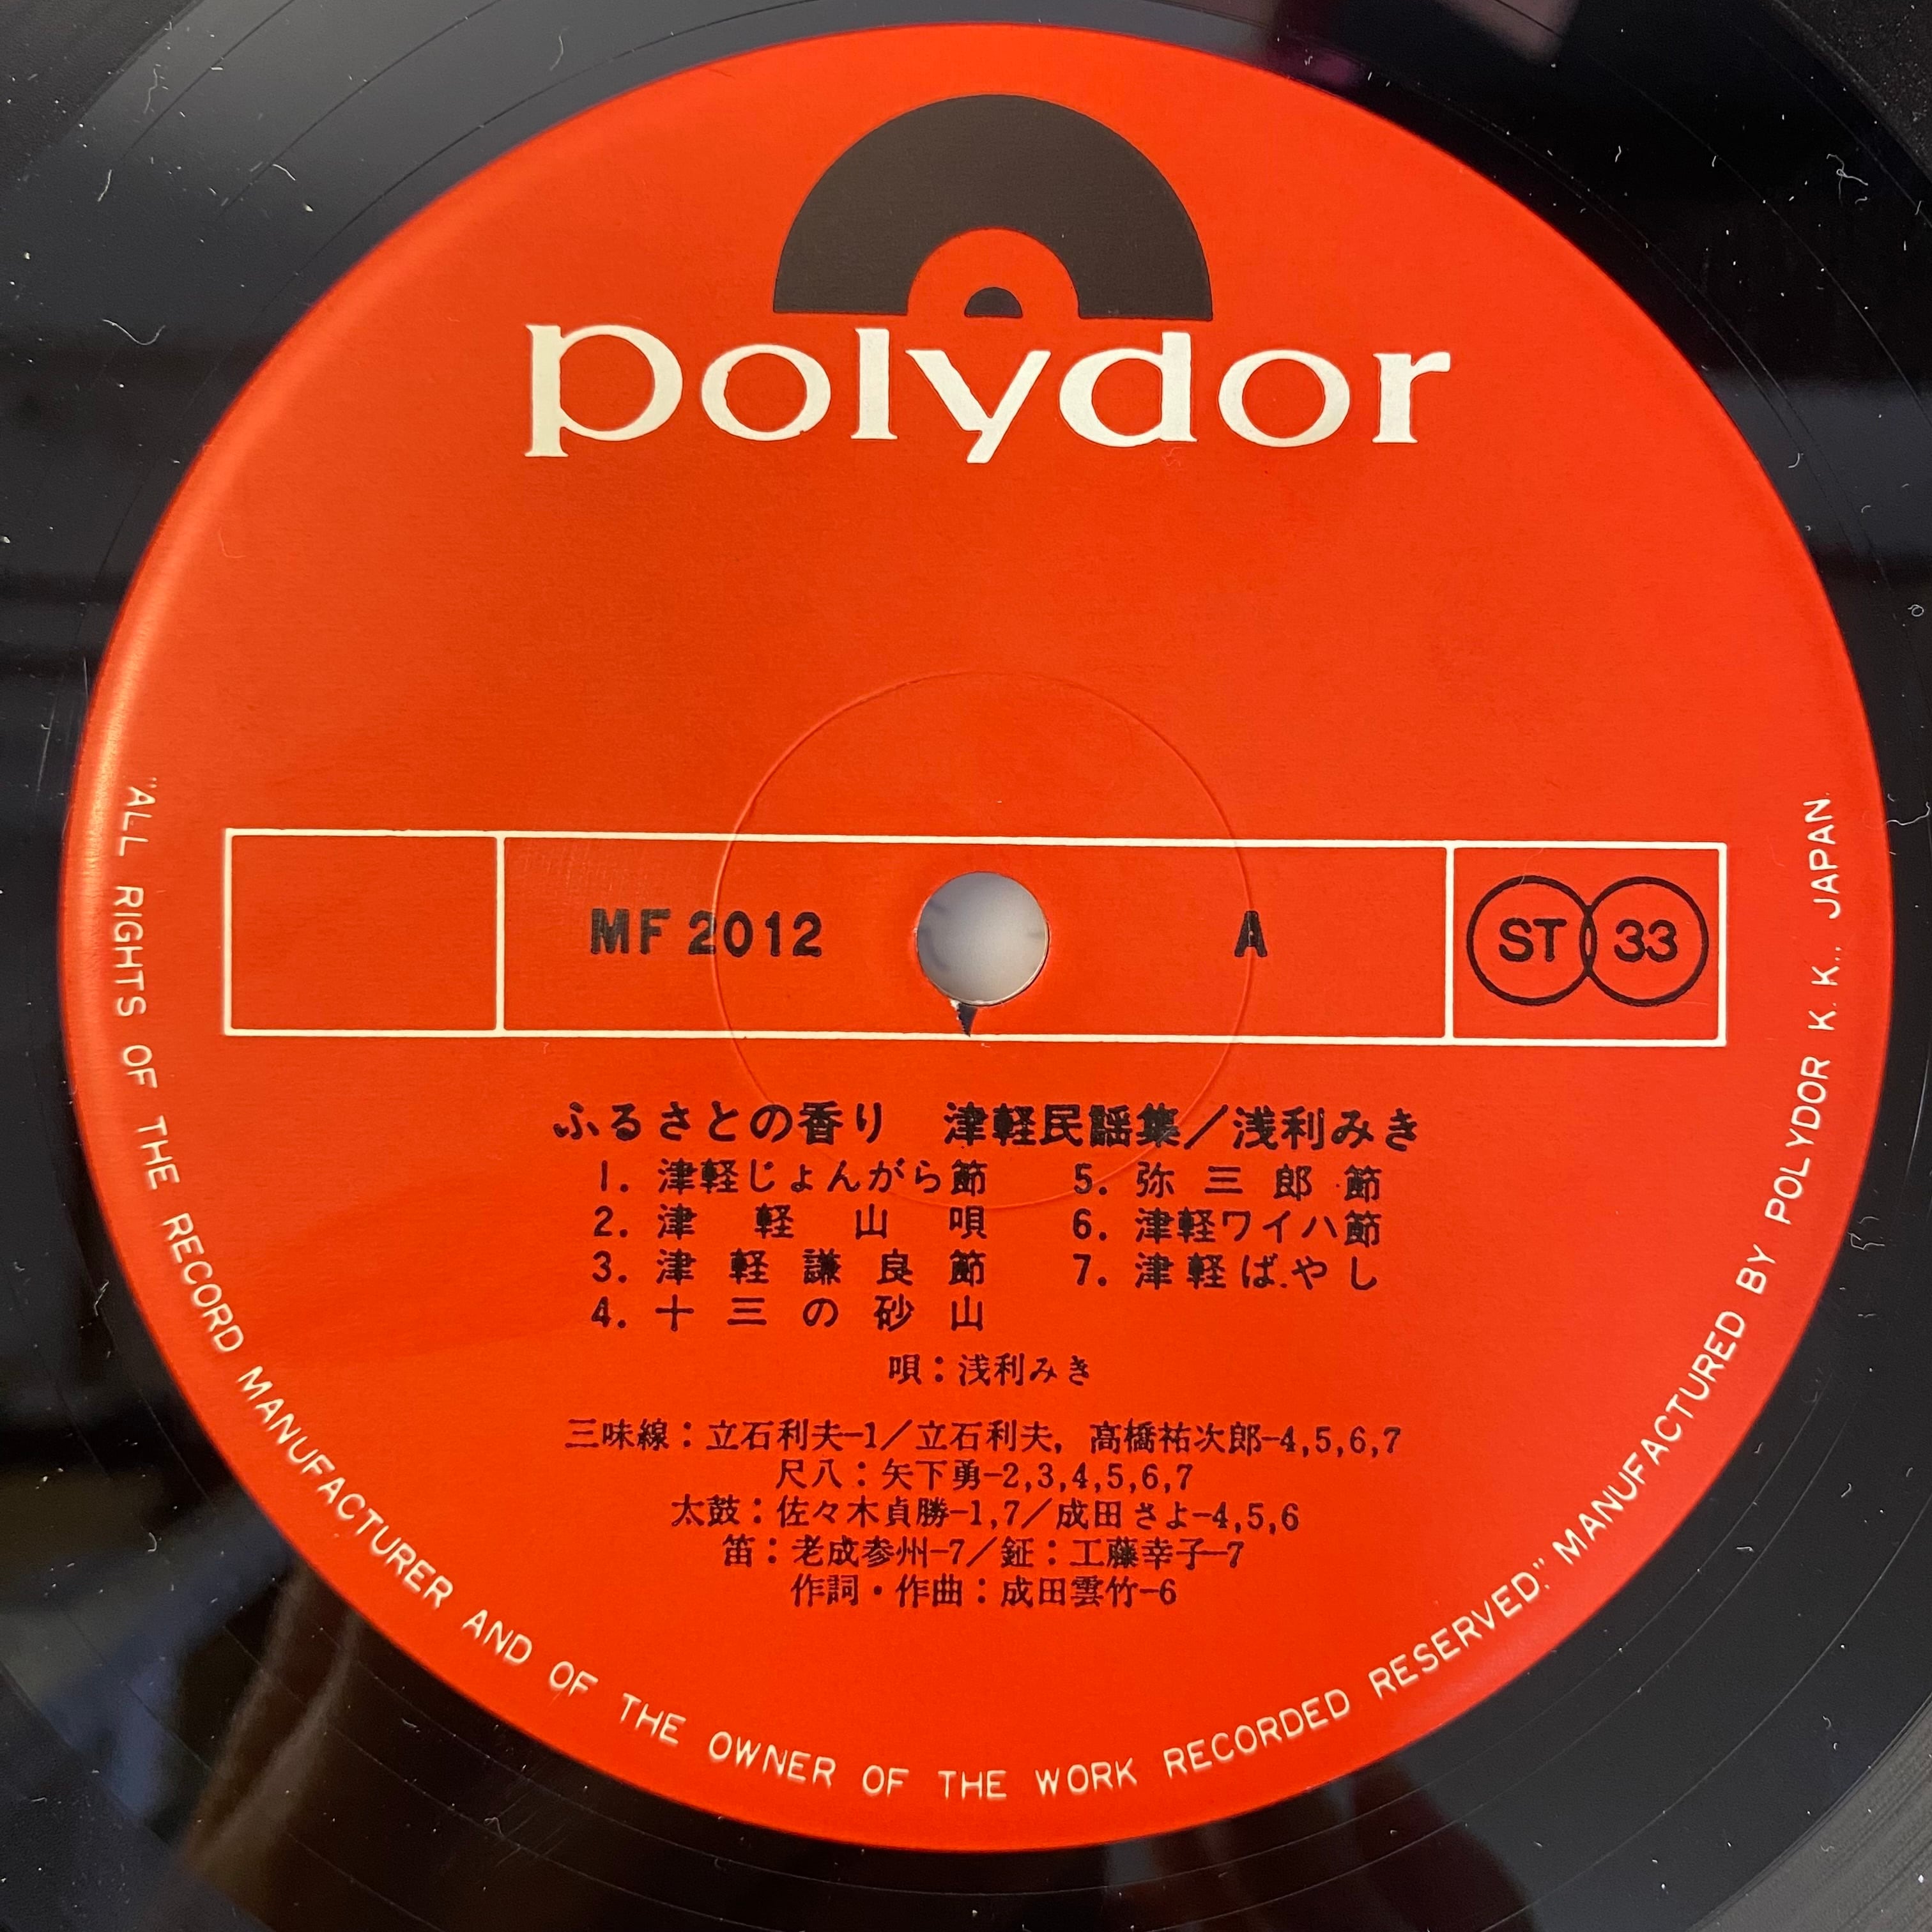 polydor
MF 2012 A ST 33
ふるさとの香り 津軽民謡集／浅利みき
1. 津軽じょんがら節 5. 弥三郎節
2. 津軽山唄 6. 津軽ワイハ節
3. 津軽謙良節 7. 津軽ばやし
4. 十三の砂山
唄：浅利みき
三味線：立石利夫-1／立石利夫, 高橋祐次郎-4,5,6,7
尺八：矢下勇-2,3,4,5,6,7
太鼓：佐々木貞勝-1,7／成田さよ-4,5,6
笛：老成参州-7／鉦：工藤幸子-7
作詞・作曲：成田雲竹-6
"ALL RIGHTS OF THE RECORD MANUFACTURER AND OF THE OWNER OF THE WORK RECORDED RESERVED." MANUFACTURED BY POLYDOR K. K., JAPAN.